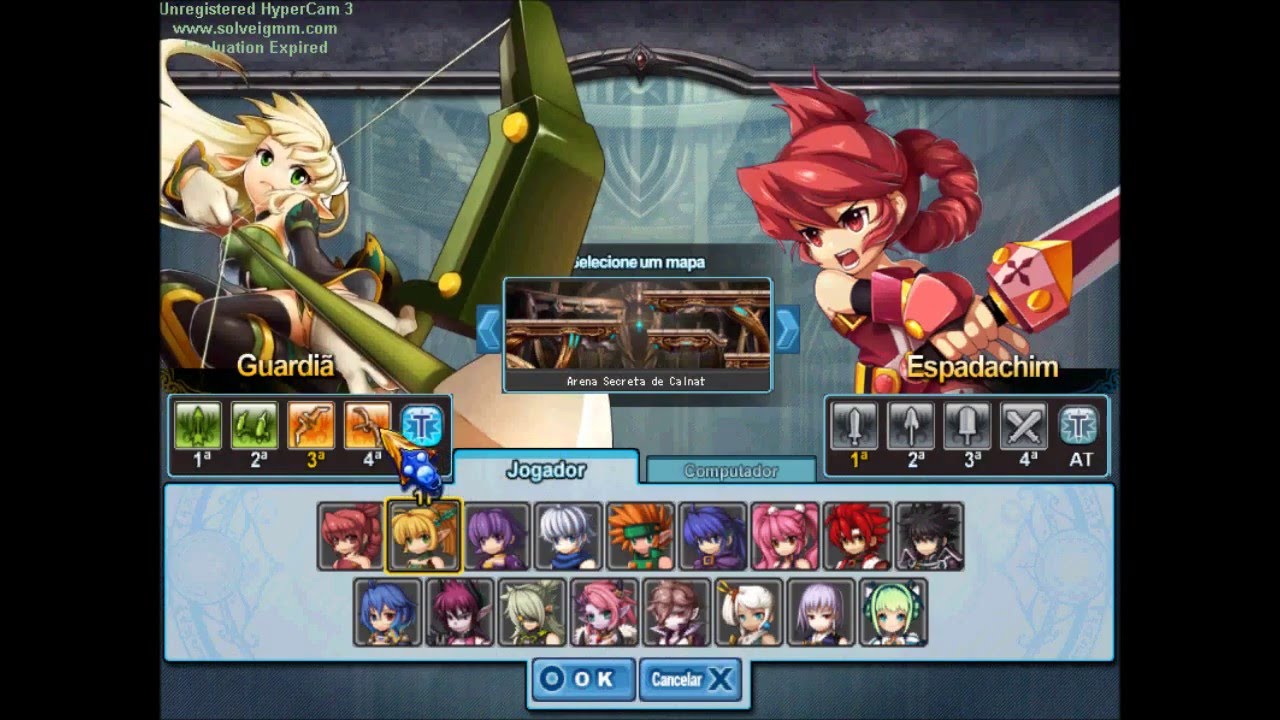 Unregistered HyperCam 3
www.solveigmm.com
Evaluation Expired
Selecione um mapa
Arena Secreta de Calnat
Guardiã
Espadachim
1ª 2ª 3ª 4ª
1ª 2ª 3ª 4ª AT
Jogador
Computador
1P
OK
Cancelar X